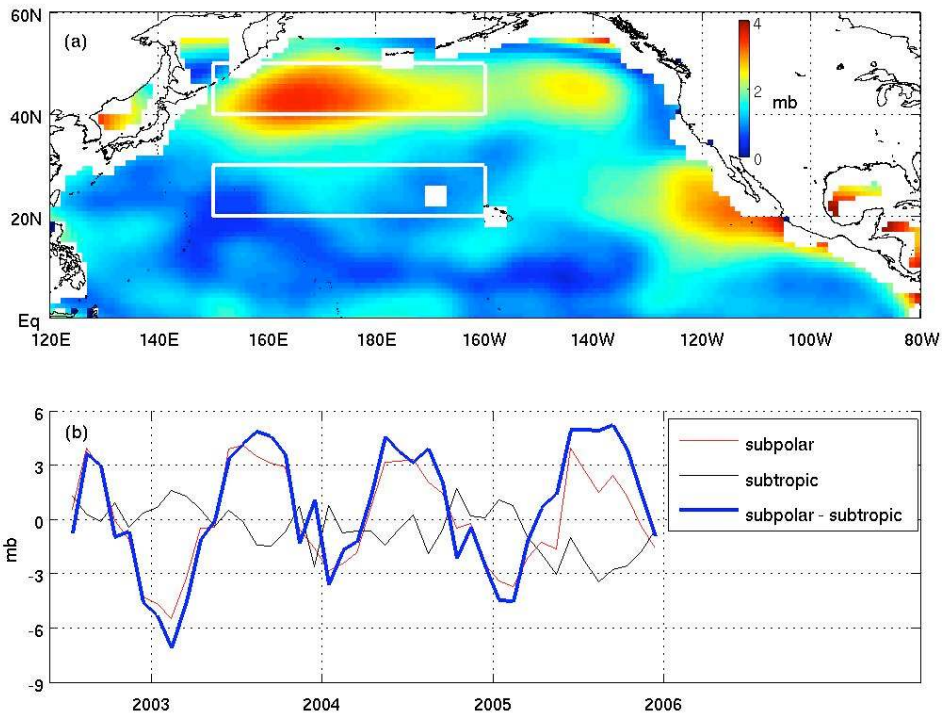 60N
(a)
4
40N
2
mb
0
20N
Eq
120E 140E 160E 180E 160W 140W 120W 100W 80W
6
(b)
subpolar
3
subtropic
0
subpolar - subtropic
mb
-3
-6
-9
2003 2004 2005 2006